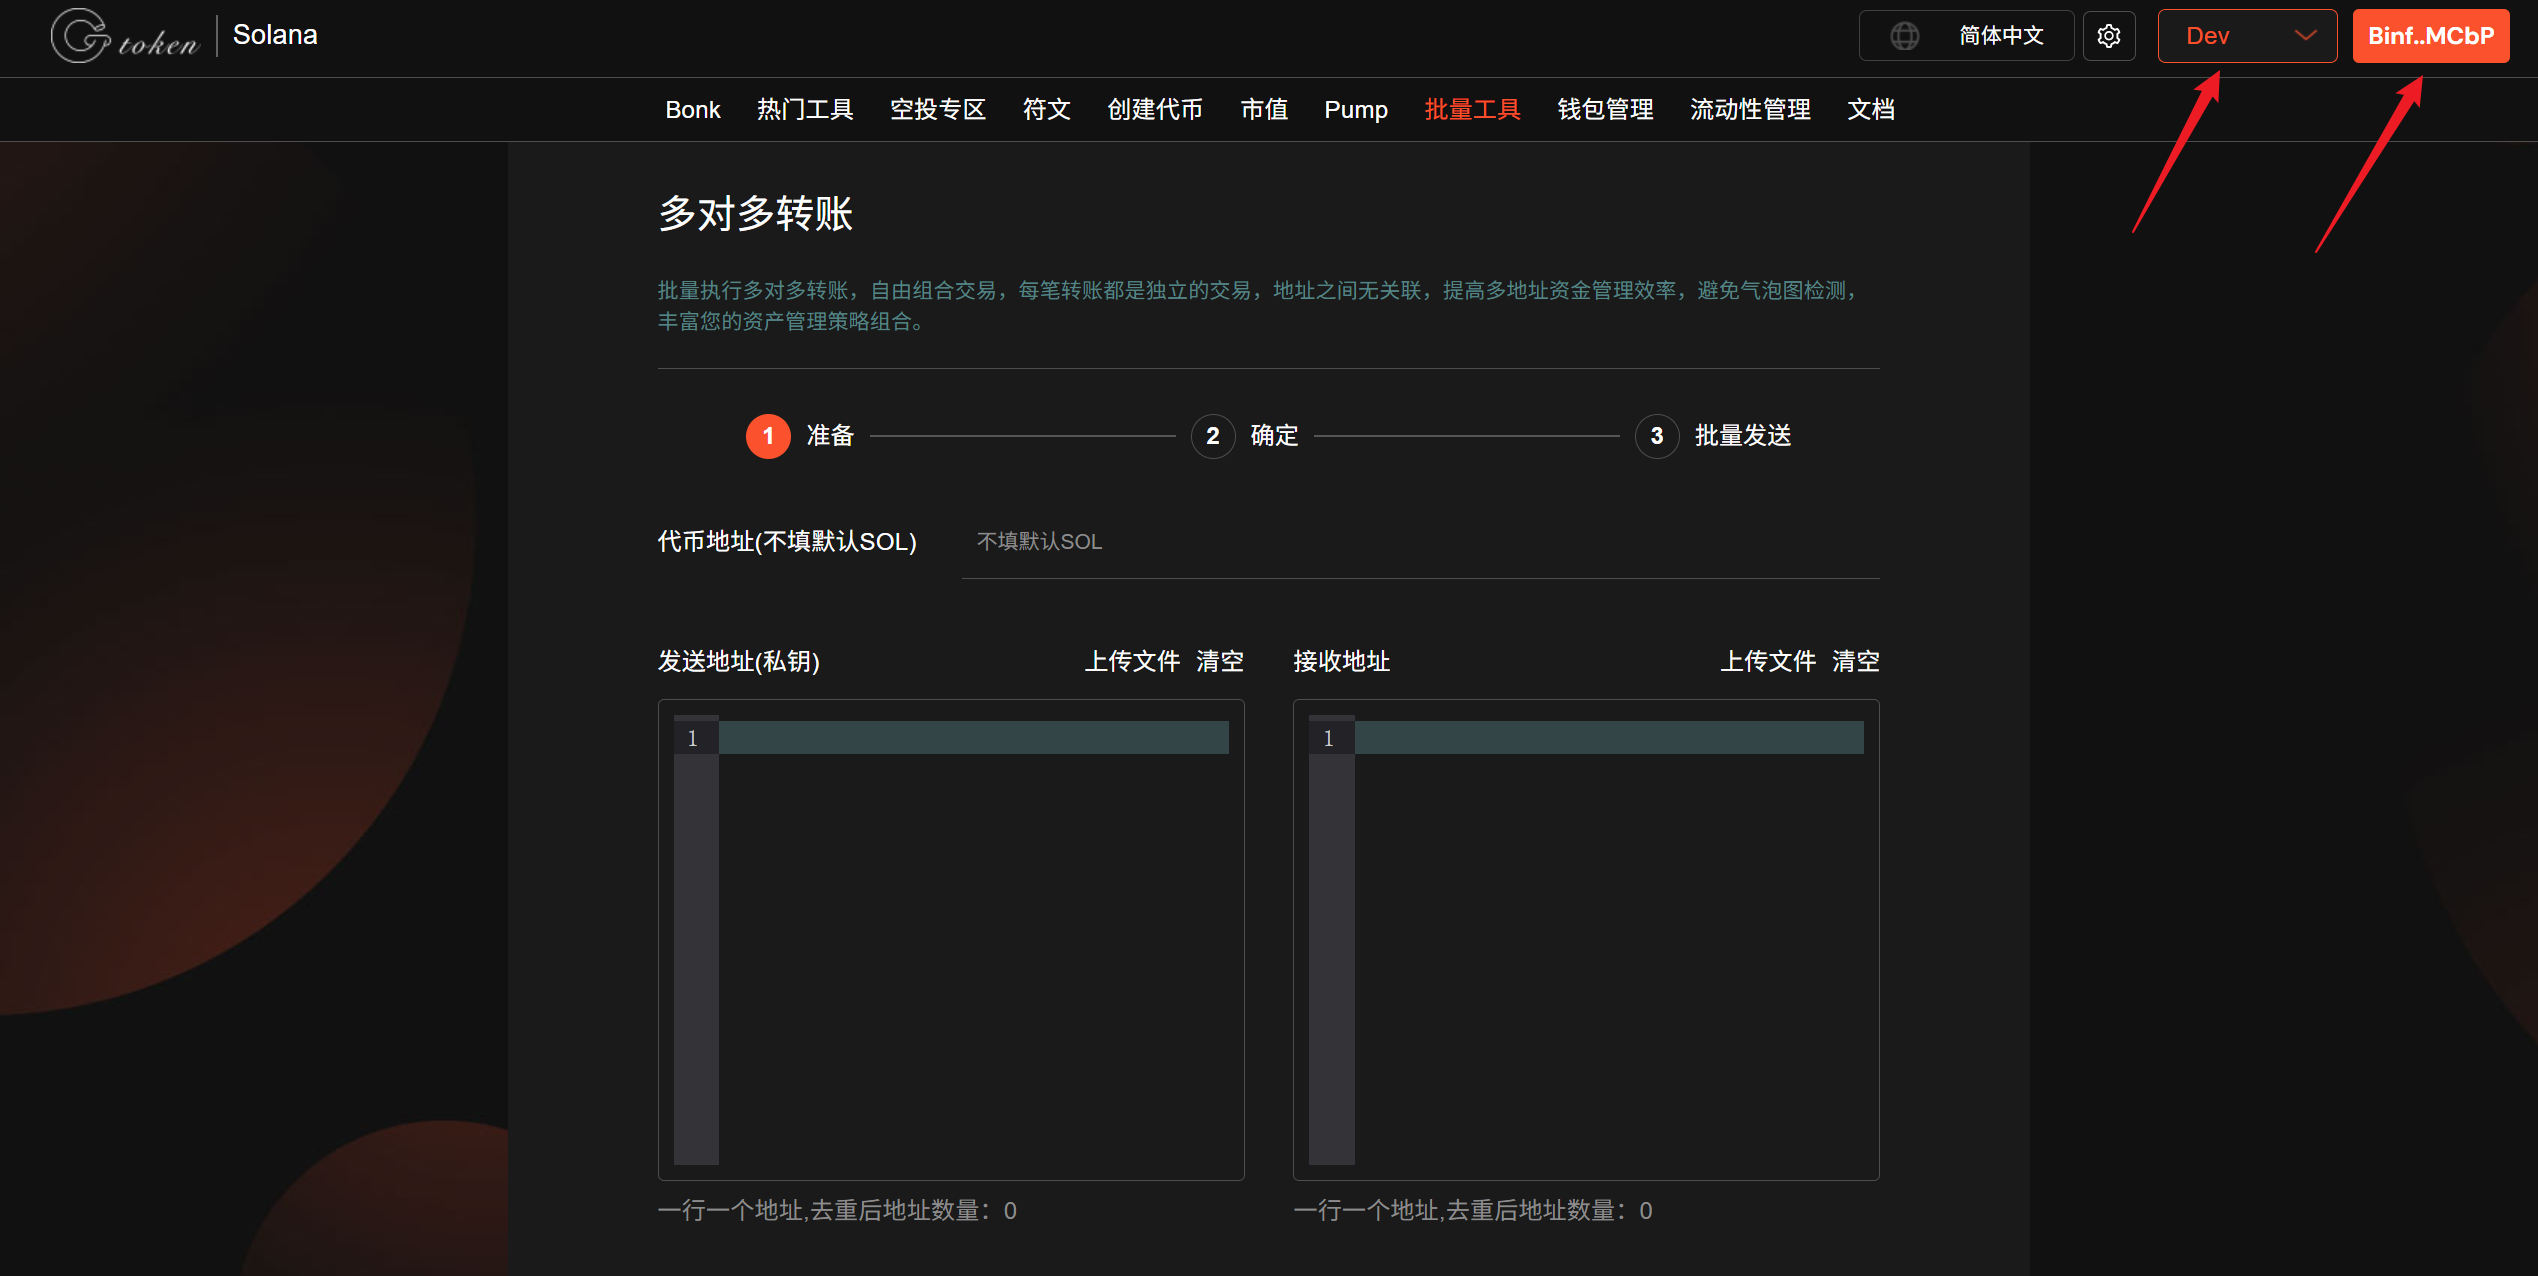 Gtoken | Solana
简体中文
Dev
Binf..MCbP
Bonk 热门工具 空投专区 符文 创建代币 市值 Pump 批量工具 钱包管理 流动性管理 文档
多对多转账
批量执行多对多转账，自由组合交易，每笔转账都是独立的交易，地址之间无关联，提高多地址资金管理效率，避免气泡图检测，
丰富您的资产管理策略组合。
1 准备 2 确定 3 批量发送
代币地址(不填默认SOL) 不填默认SOL
发送地址(私钥) 上传文件 清空
1
一行一个地址,去重后地址数量：0
接收地址 上传文件 清空
1
一行一个地址,去重后地址数量：0